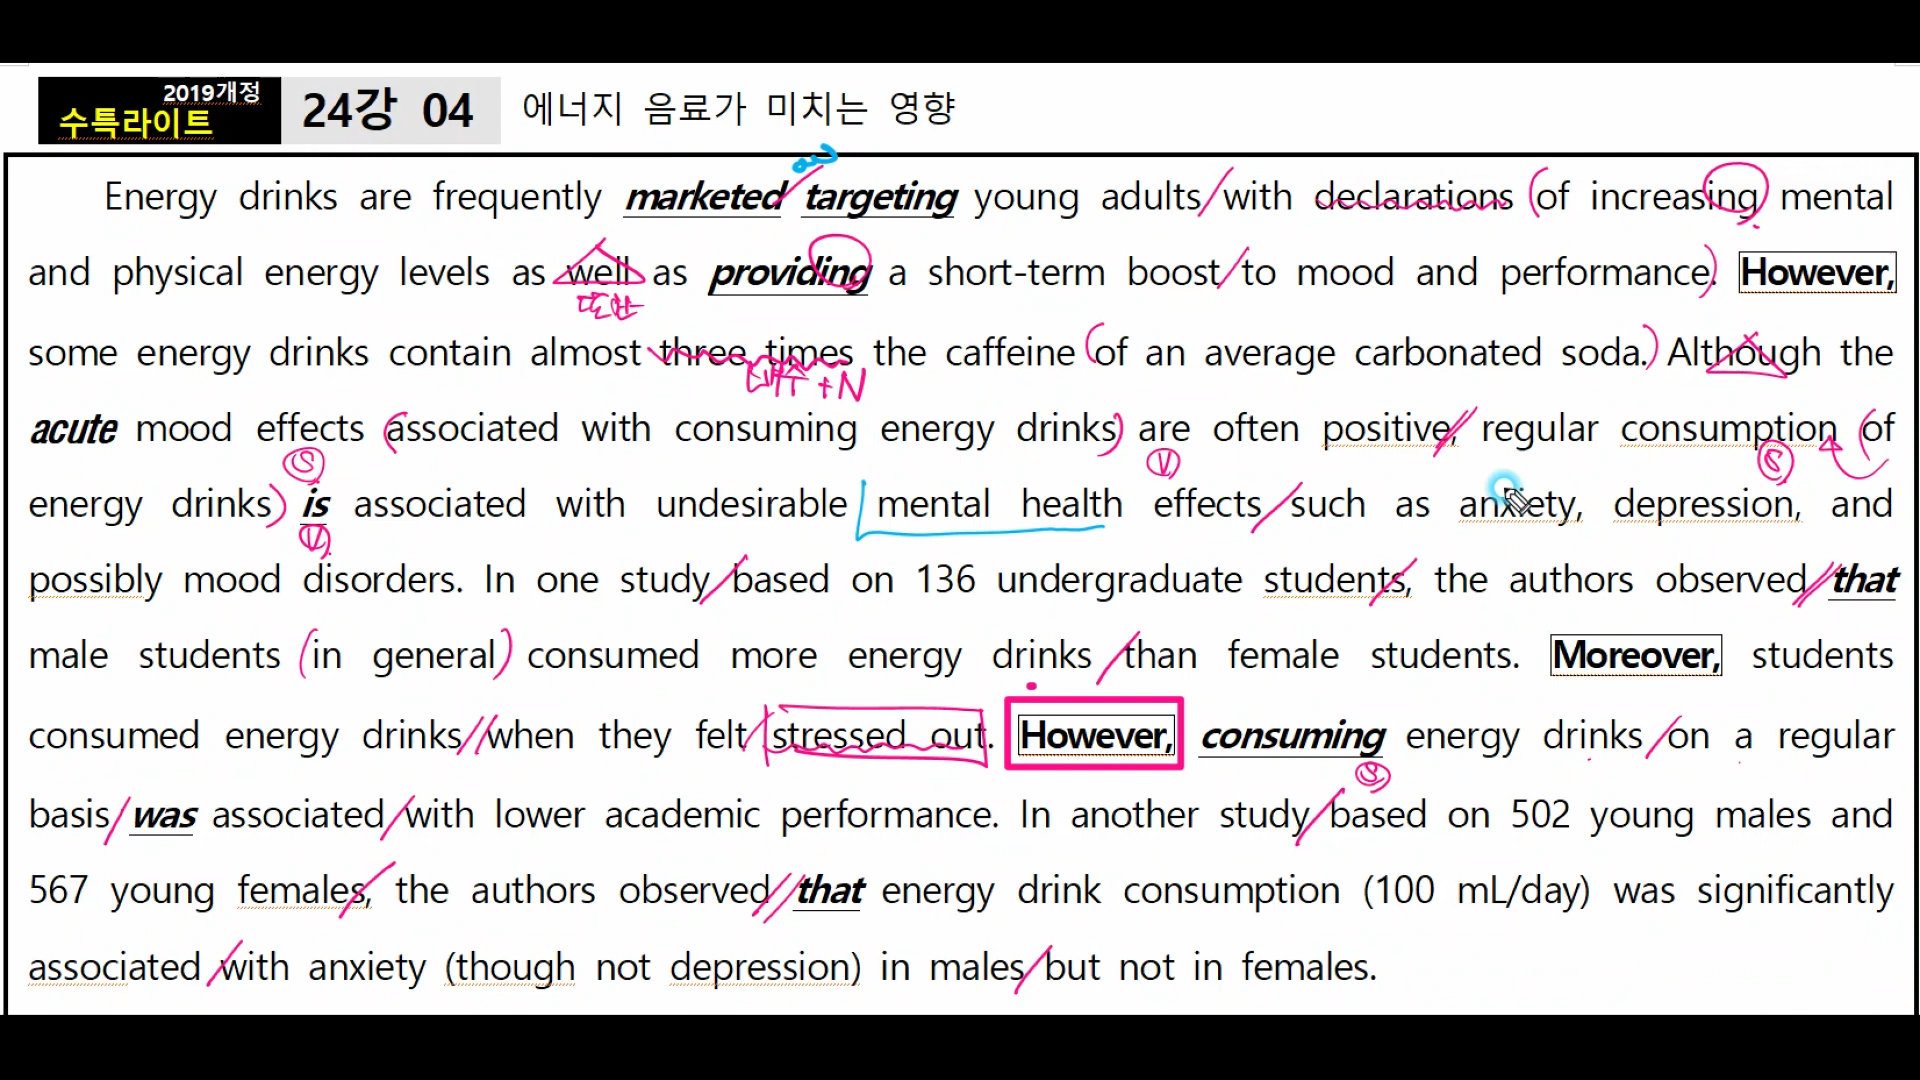 2019개정
수특라이트
24강 04
에너지 음료가 미치는 영향
Energy drinks are frequently marketed targeting young adults with declarations of increasing mental
and physical energy levels as well as providing a short-term boost to mood and performance. However,
또한
some energy drinks contain almost three times the caffeine of an average carbonated soda. Although the
배수+N
acute mood effects associated with consuming energy drinks are often positive, regular consumption of
S V S
energy drinks is associated with undesirable mental health effects such as anxiety, depression, and
V
possibly mood disorders. In one study based on 136 undergraduate students, the authors observed that
male students in general consumed more energy drinks than female students. Moreover, students
consumed energy drinks when they felt stressed out. However, consuming energy drinks on a regular
S
basis was associated with lower academic performance. In another study based on 502 young males and
567 young females, the authors observed that energy drink consumption (100 mL/day) was significantly
associated with anxiety (though not depression) in males but not in females.